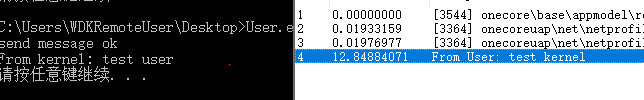 C:\Users\WDKRemoteUser\Desktop>User.e
send message ok
From kernel: test user
请按任意键继续. . .
1 0.00000000 [3544] onecore\base\appmodel\re
2 0.01933159 [3364] onecoreuap\net\netprofil
3 0.01976977 [3364] onecoreuap\net\netprofil
4 12.84884071 From User: test kernel